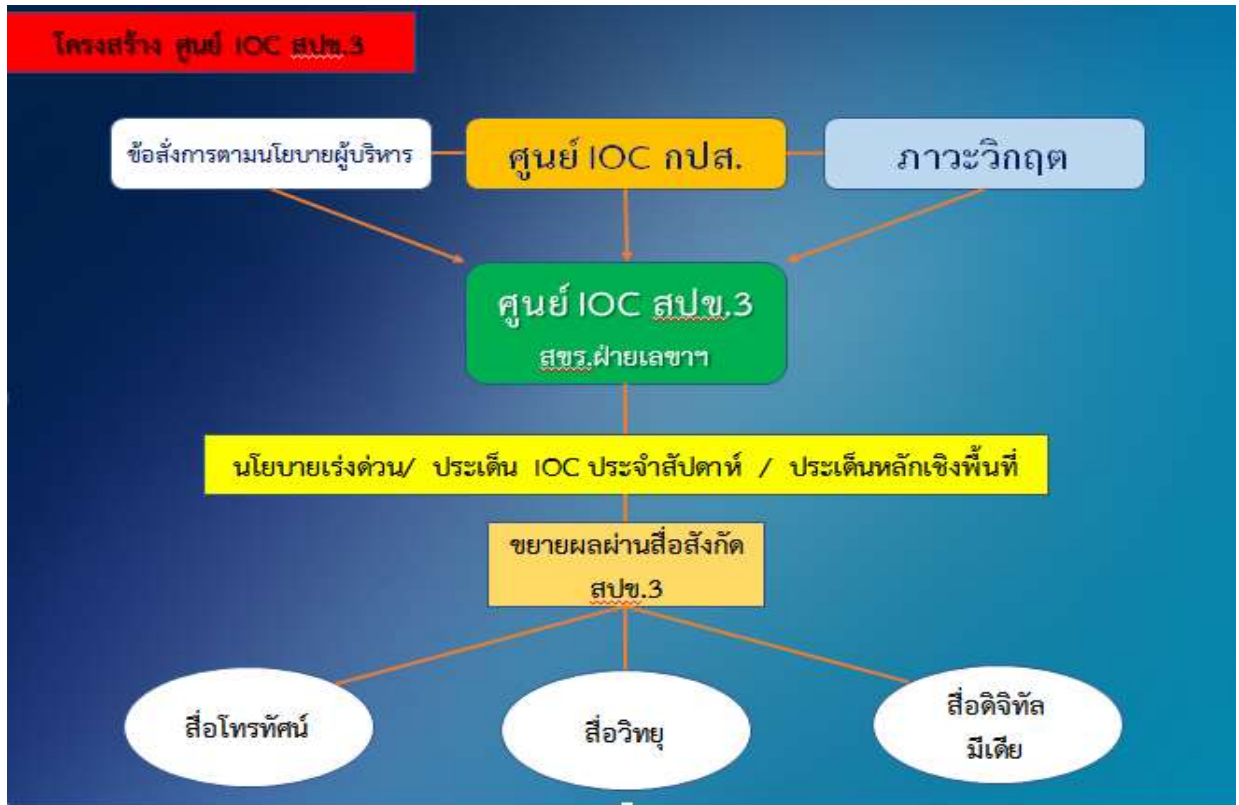 โครงสร้าง ศูนย์ IOC สปข.3
ข้อสั่งการตามนโยบายผู้บริหาร
ศูนย์ IOC กปส.
ภาวะวิกฤต
ศูนย์ IOC สปข.3
สขร.ฝ่ายเลขาฯ
นโยบายเร่งด่วน/ ประเด็น IOC ประจำสัปดาห์ / ประเด็นหลักเชิงพื้นที่
ขยายผลผ่านสื่อสังกัด
สปข.3
สื่อโทรทัศน์
สื่อวิทยุ
สื่อดิจิทัล
มีเดีย